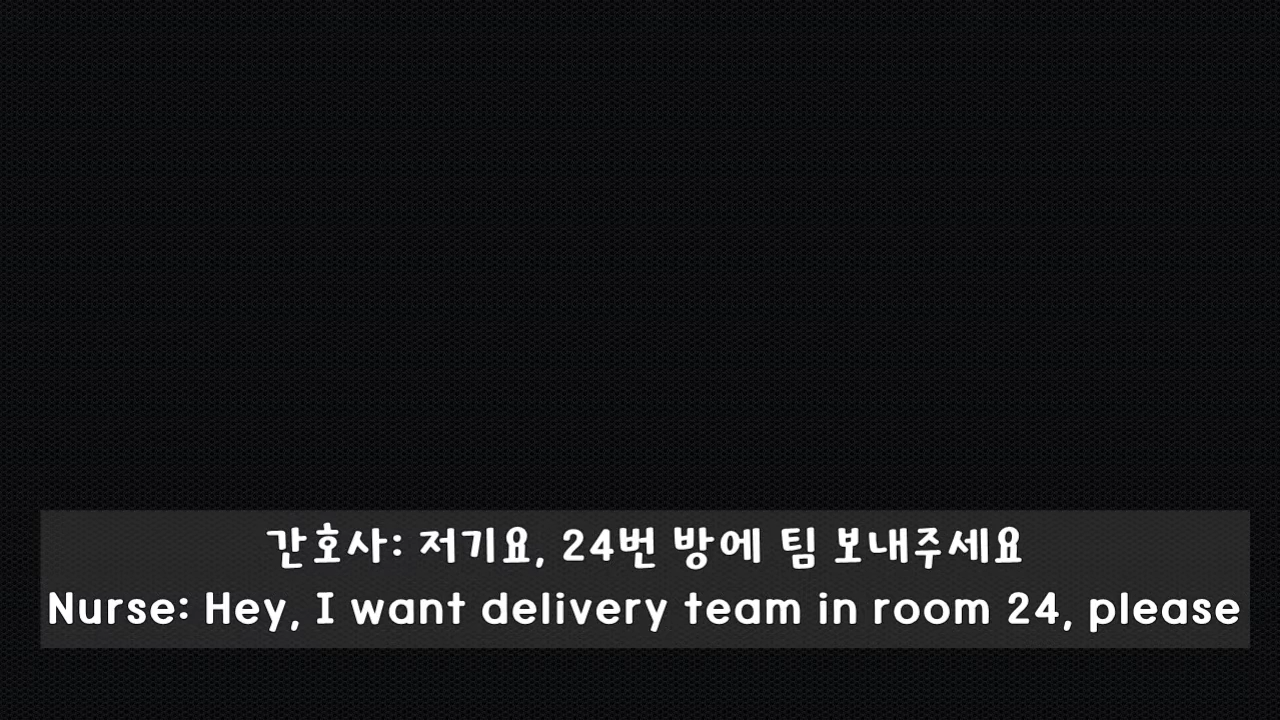 간호사: 저기요, 24번 방에 팀 보내주세요
Nurse: Hey, I want delivery team in room 24, please